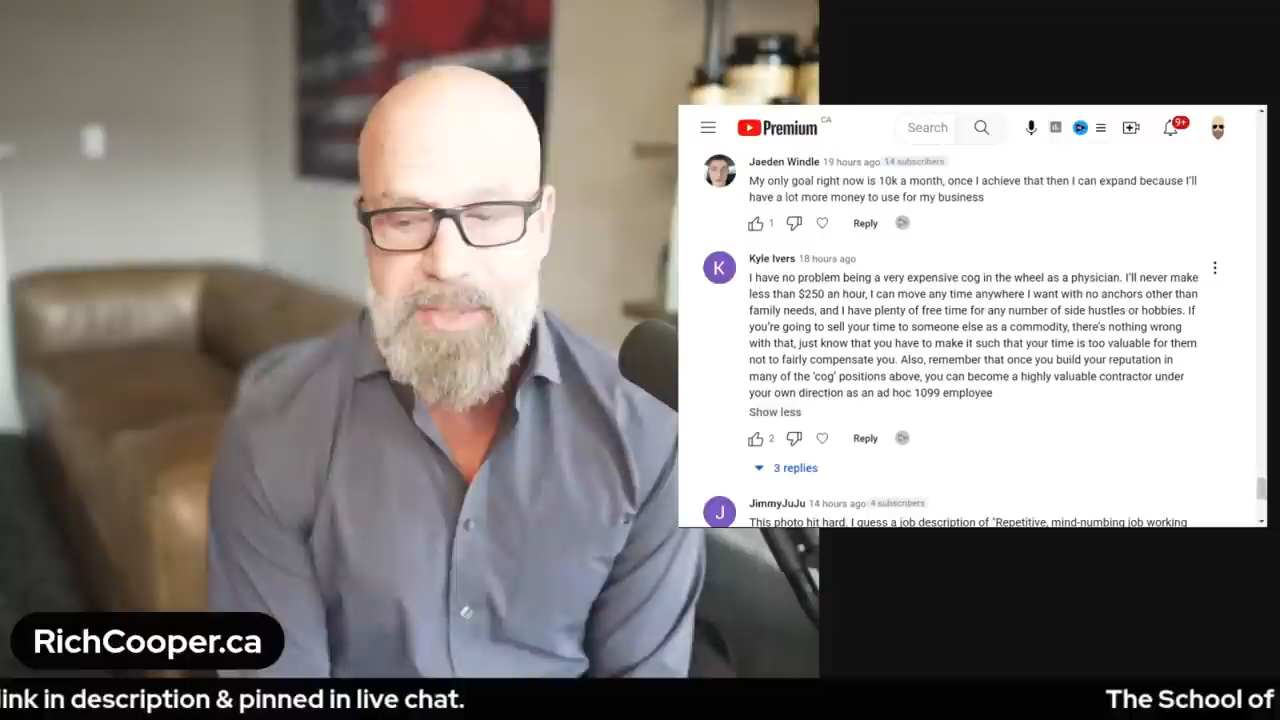 Premium CA
Search
9+
Jaeden Windle 19 hours ago 14 subscribers
My only goal right now is 10k a month, once I achieve that then I can expand because I'll
have a lot more money to use for my business
1 Reply
K
Kyle Ivers 18 hours ago
I have no problem being a very expensive cog in the wheel as a physician. I'll never make
less than $250 an hour, I can move any time anywhere I want with no anchors other than
family needs, and I have plenty of free time for any number of side hustles or hobbies. If
you're going to sell your time to someone else as a commodity, there's nothing wrong
with that, just know that you have to make it such that your time is too valuable for them
not to fairly compensate you. Also, remember that once you build your reputation in
many of the 'cog' positions above, you can become a highly valuable contractor under
your own direction as an ad hoc 1099 employee
Show less
2 Reply
3 replies
J
JimmyJuJu 14 hours ago 4 subscribers
This photo hit hard. I guess a job description of "Repetitive, mind-numbing job working
RichCooper.ca
link in description & pinned in live chat.
The School of